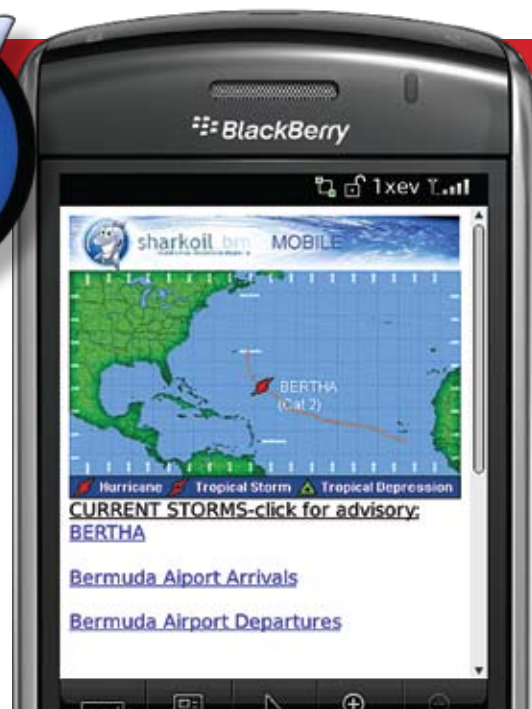 BlackBerry
1xev
sharkoil.bm MOBILE
BERTHA
(Cat 2)
Hurricane Tropical Storm Tropical Depression
CURRENT STORMS-click for advisory:
BERTHA
Bermuda Aiport Arrivals
Bermuda Airport Departures